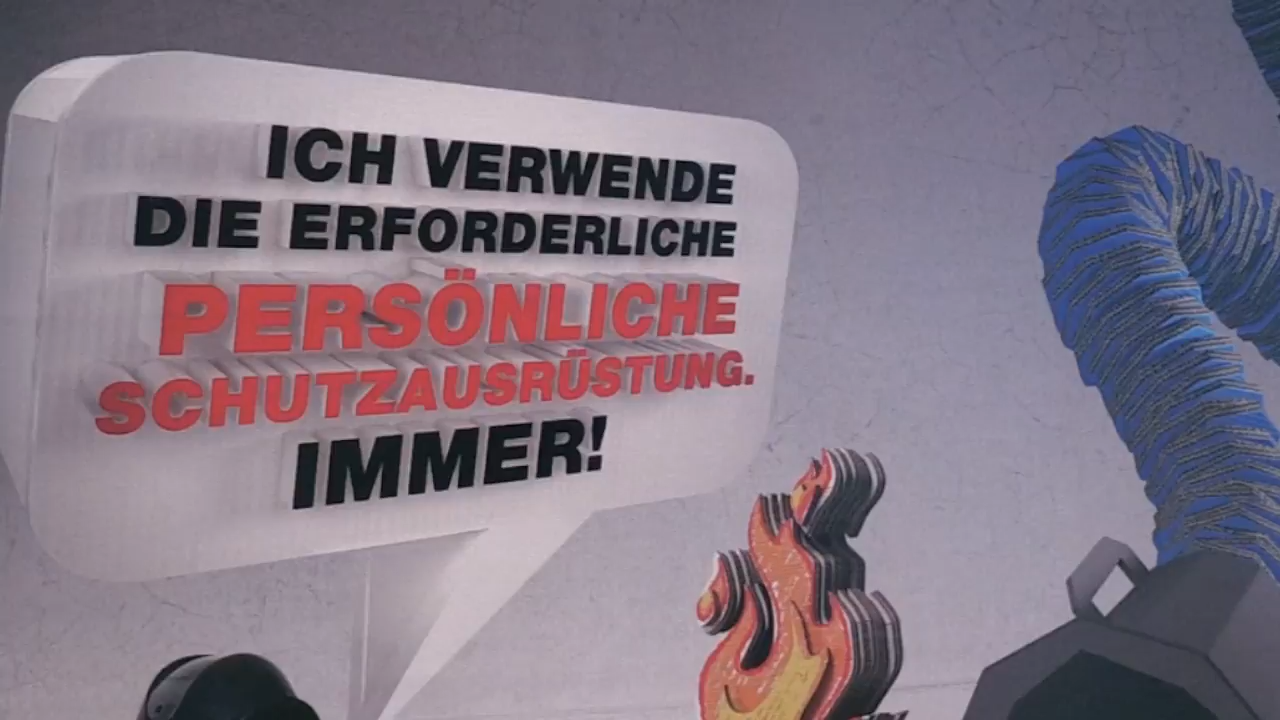 ICH VERWENDE
DIE ERFORDERLICHE
PERSÖNLICHE
SCHUTZAUSRÜSTUNG.
IMMER!